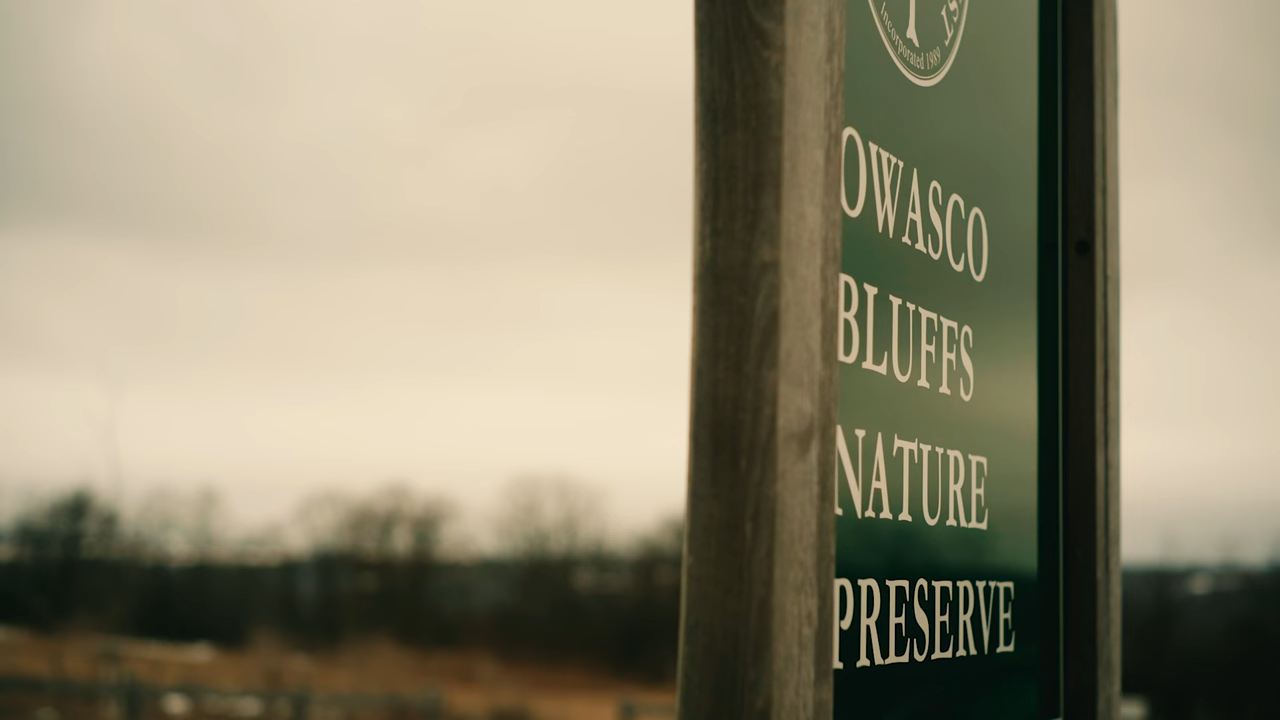 Incorporated 1989
OWASCO
BLUFFS
NATURE
PRESERVE